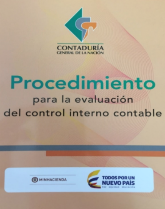 CONTADURÍA
GENERAL DE LA NACIÓN
Procedimiento
para la evaluación
del control interno contable
MINHACIENDA
TODOS POR UN
NUEVO PAÍS